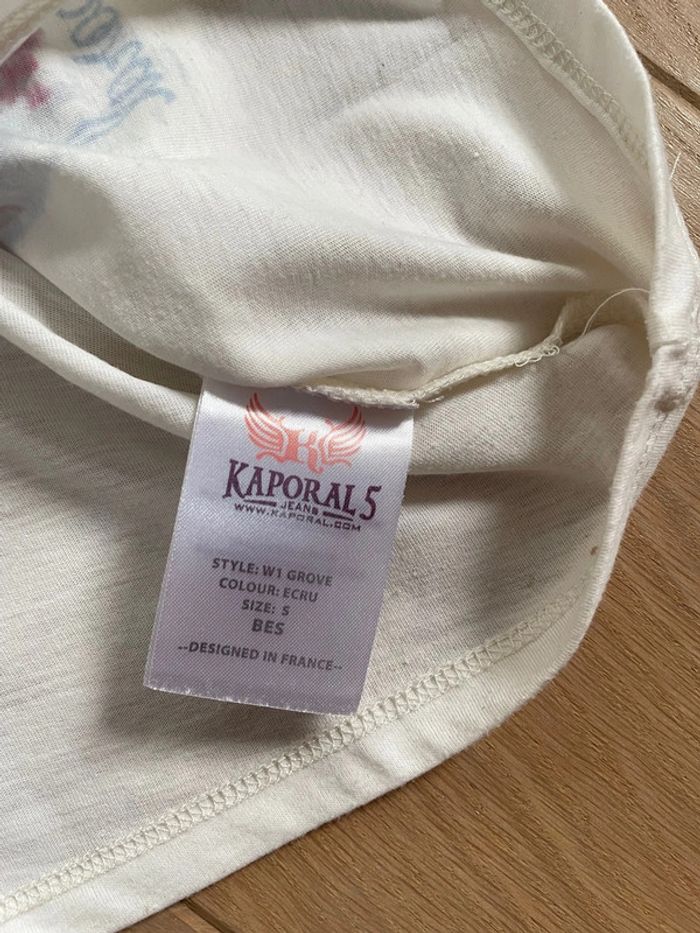 K
KAPORAL 5
JEANS
WWW.KAPORAL.COM
STYLE: W1 GROVE
COLOUR: ECRU
SIZE: S
BES
--DESIGNED IN FRANCE--